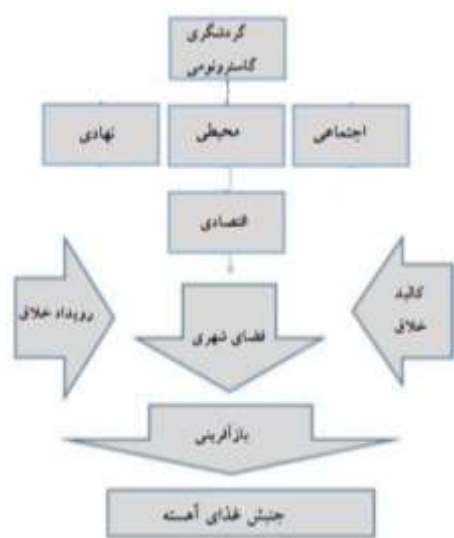 گردشگری
گاسترونومی
اجتماعی
محیطی
نهادی
اقتصادی
کالبد
خلاق
فضای شهری
رویداد خلاق
بازآفرینی
جنبش غذای آهسته